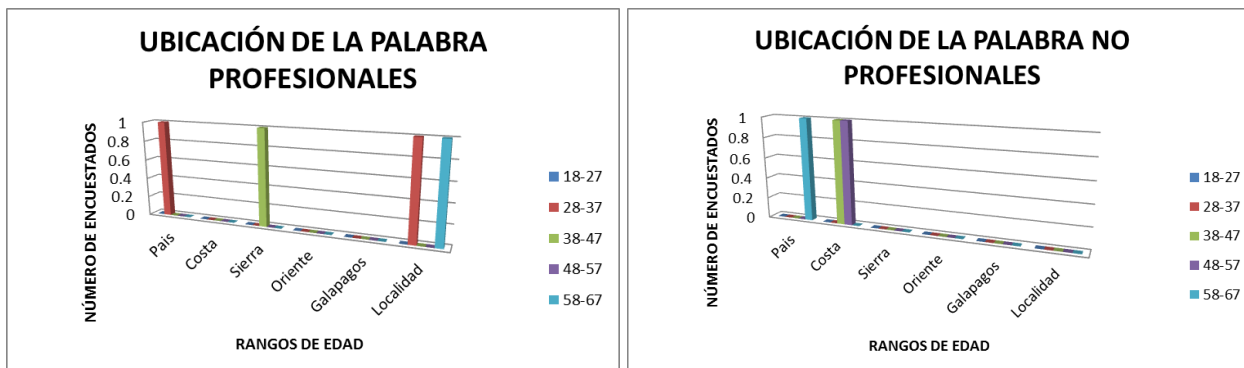 UBICACIÓN DE LA PALABRA
PROFESIONALES
NÚMERO DE ENCUESTADOS
1
0.8
0.6
0.4
0.2
0
Pais
Costa
Sierra
Oriente
Galapagos
Localidad
RANGOS DE EDAD
18-27
28-37
38-47
48-57
58-67
UBICACIÓN DE LA PALABRA NO
PROFESIONALES
NÚMERO DE ENCUESTADOS
1
0.8
0.6
0.4
0.2
0
Pais
Costa
Sierra
Oriente
Galapagos
Localidad
RANGOS DE EDAD
18-27
28-37
38-47
48-57
58-67